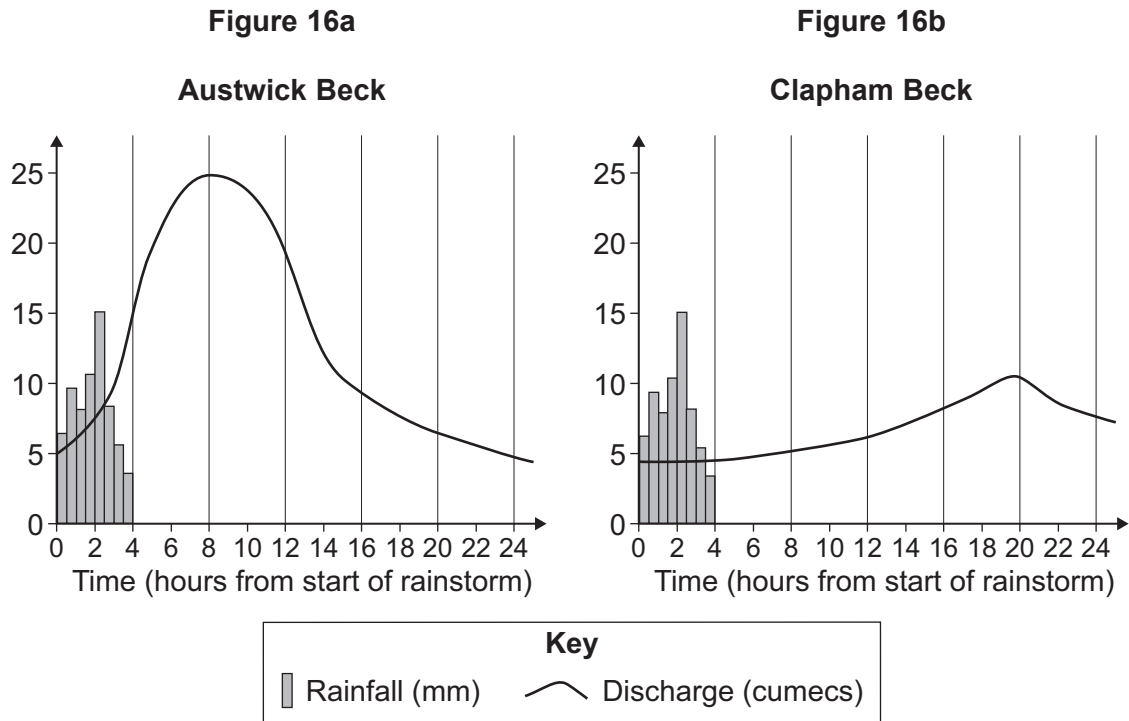 Figure 16a
Austwick Beck
25
20
15
10
5
0
0 2 4 6 8 10 12 14 16 18 20 22 24
Time (hours from start of rainstorm)
Figure 16b
Clapham Beck
25
20
15
10
5
0
0 2 4 6 8 10 12 14 16 18 20 22 24
Time (hours from start of rainstorm)
Key
Rainfall (mm) Discharge (cumecs)